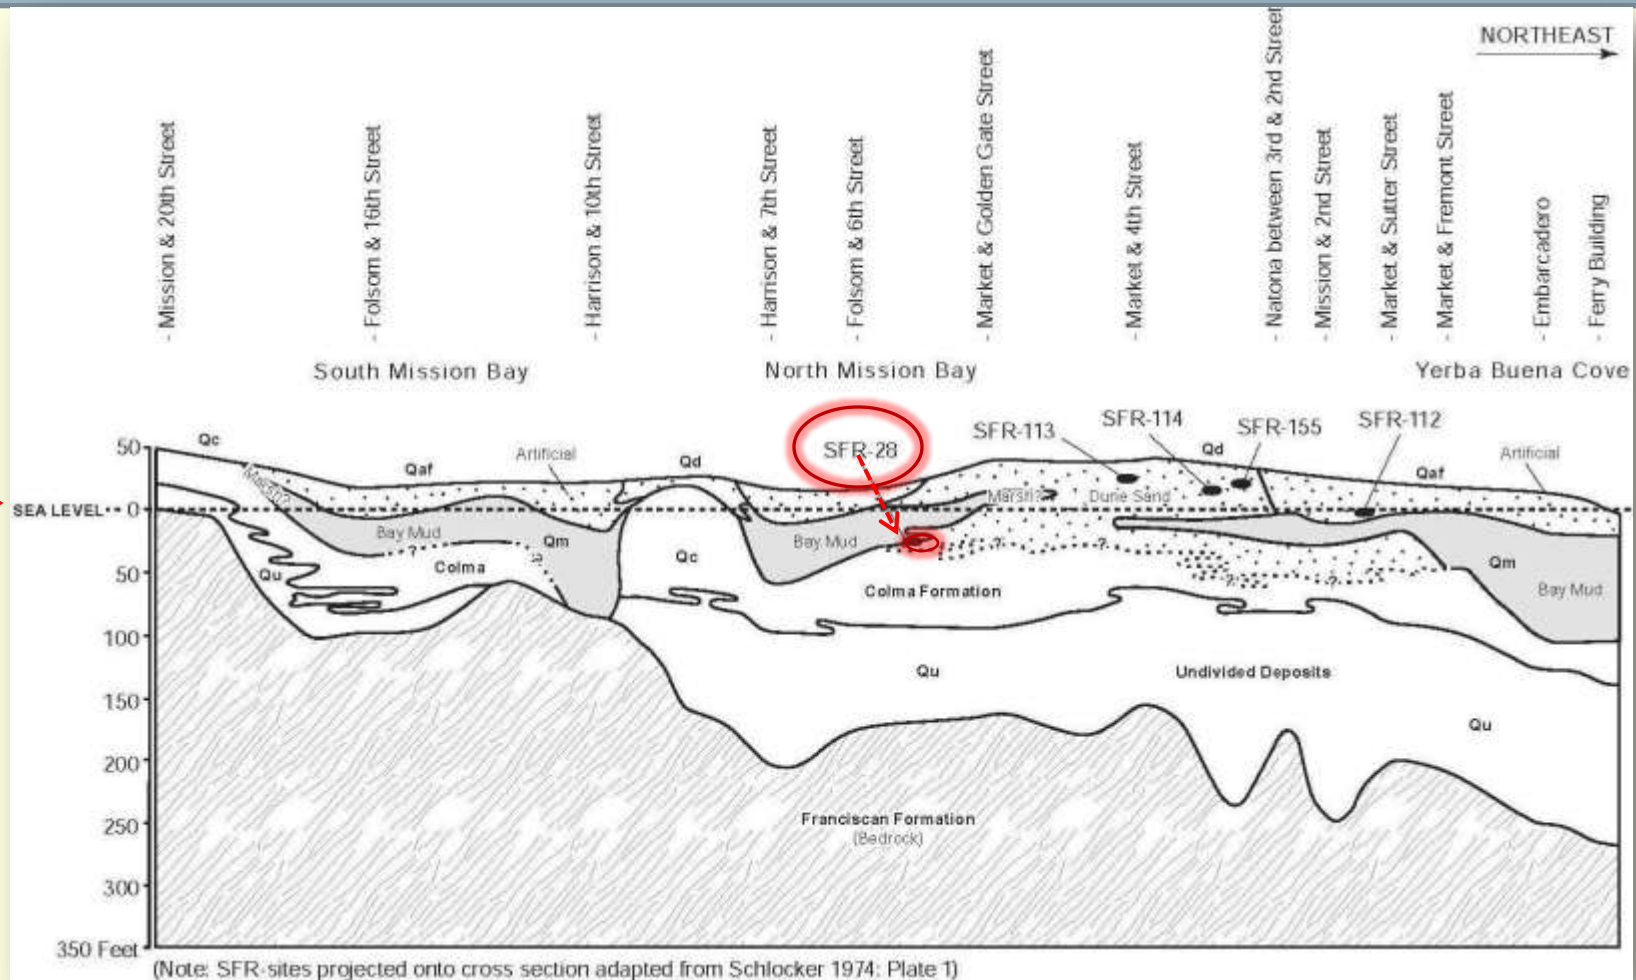 NORTHEAST
- Mission & 20th Street
- Folsom & 16th Street
- Harrison & 10th Street
- Harrison & 7th Street
- Folsom & 6th Street
- Market & Golden Gate Street
- Market & 4th Street
- Natoma between 3rd & 2nd Street
- Mission & 2nd Street
- Market & Sutter Street
- Market & Fremont Street
- Embarcadero
- Ferry Building
South Mission Bay
North Mission Bay
Yerba Buena Cove
SFR-28
SFR-113
SFR-114
SFR-155
SFR-112
50
Qc
Marsh?
Qaf
Artificial
Qd
Qd
Qaf
Artificial
Marsh?
Dune Sand
SEA LEVEL
0
Bay Mud
?
?
Qm
Bay Mud
?
?
Qc
Qm
50
Qu
Colma
Colma Formation
?
?
Bay Mud
100
Qu
Undivided Deposits
150
Qu
200
250
Franciscan Formation
(Bedrock)
300
350 Feet
(Note: SFR-sites projected onto cross section adapted from Schlocker 1974: Plate 1)